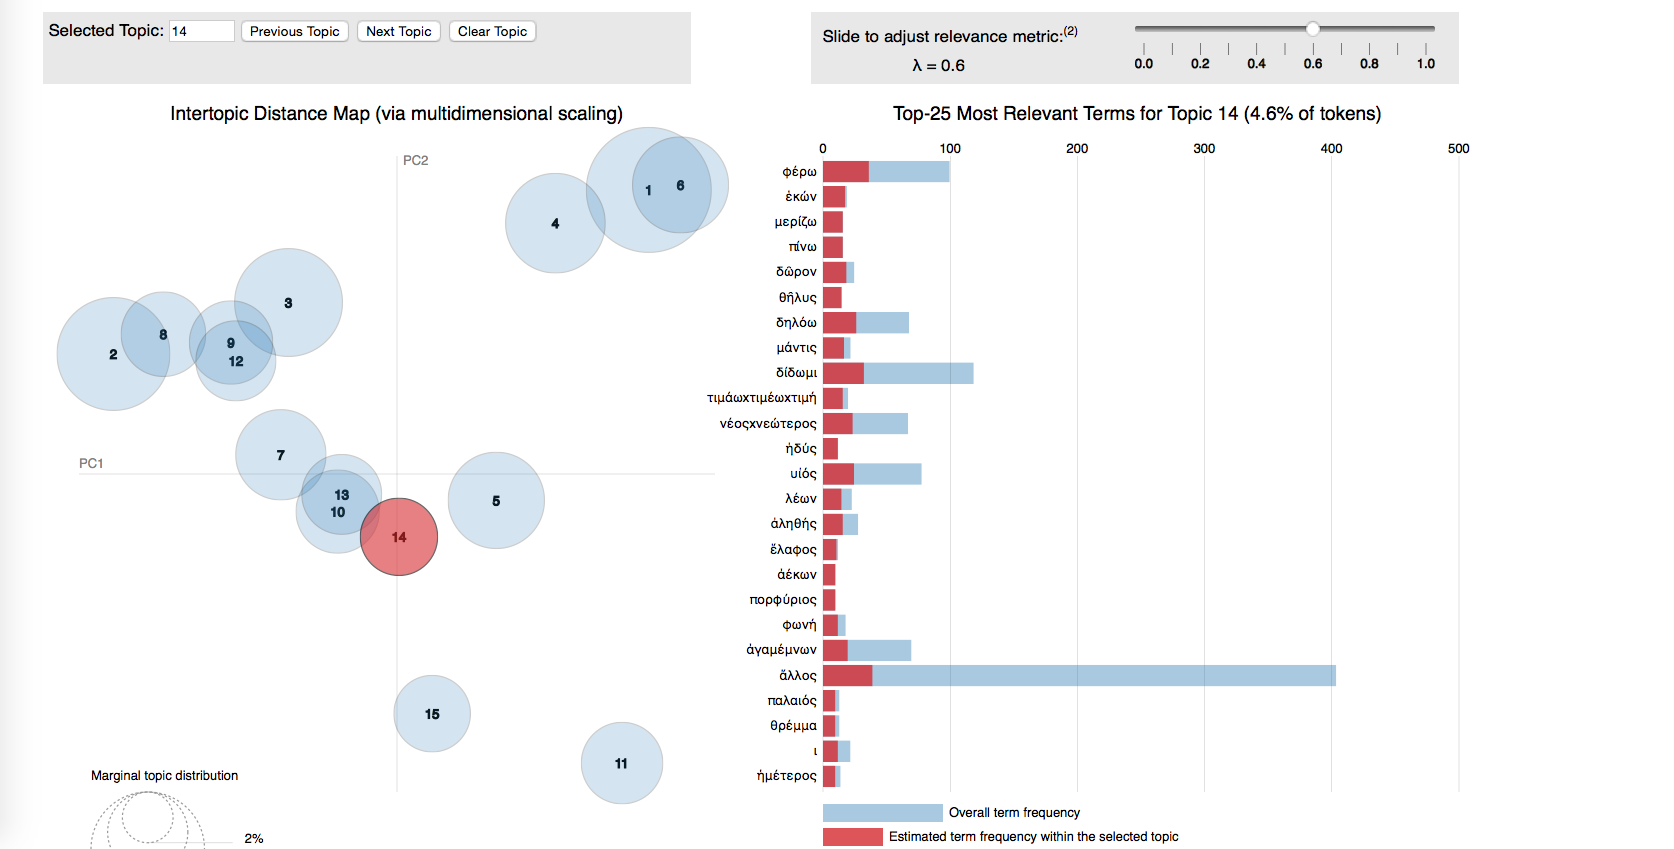 Selected Topic: 14 Previous Topic Next Topic Clear Topic
Slide to adjust relevance metric:(2)
λ = 0.6
0.0 0.2 0.4 0.6 0.8 1.0
Intertopic Distance Map (via multidimensional scaling)
PC2
PC1
1
6
4
3
8
2
9
12
7
13
10
5
14
15
11
Marginal topic distribution
2%
Top-25 Most Relevant Terms for Topic 14 (4.6% of tokens)
0 100 200 300 400 500
φέρω
ἑκών
μερίζω
πίνω
δῶρον
θῆλυς
δηλόω
μάντις
δίδωμι
τιμάωχτιμέωχτιμή
νέοςχνεώτερος
ἡδύς
υἱός
λέων
ἀληθής
ἔλαφος
ἀέκων
πορφύριος
φωνή
ἀγαμέμνων
ἄλλος
παλαιός
θρέμμα
ι
ἡμέτερος
Overall term frequency
Estimated term frequency within the selected topic